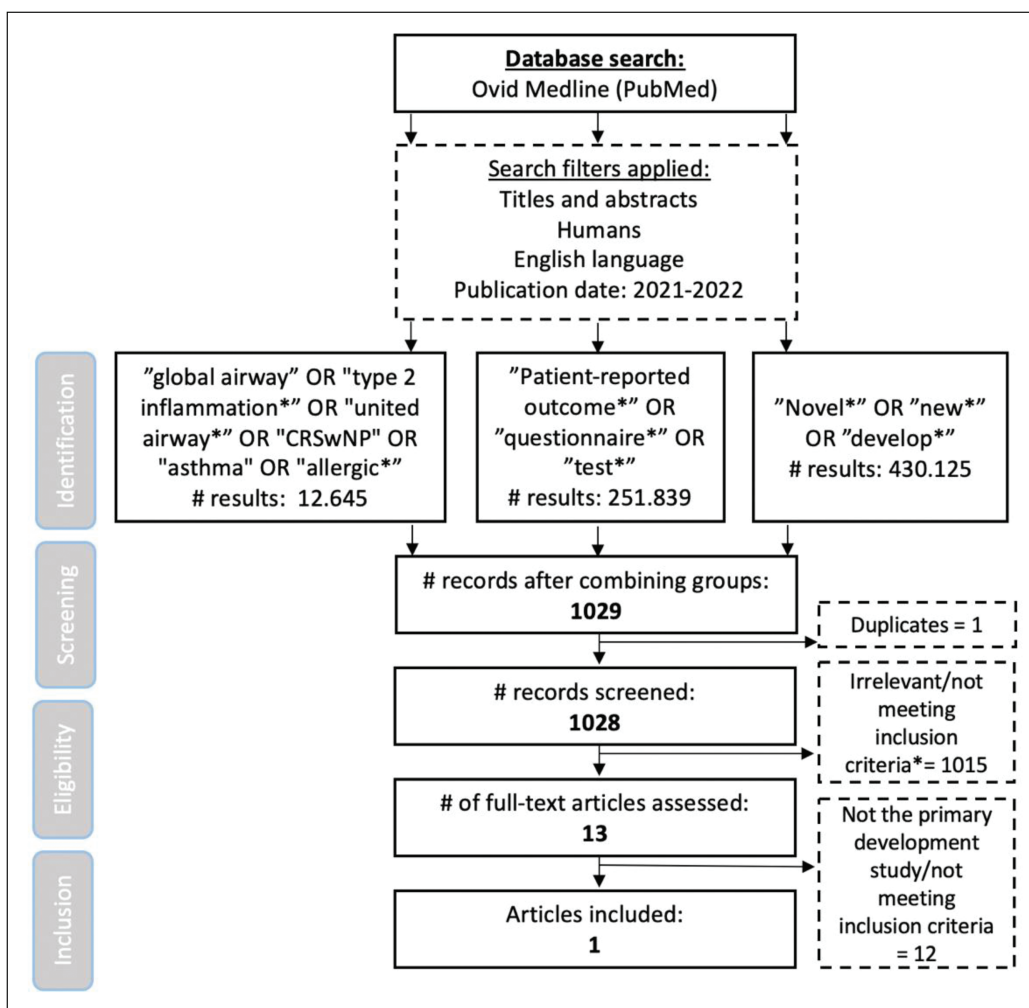 Database search:
Ovid Medline (PubMed)
Search filters applied:
Titles and abstracts
Humans
English language
Publication date: 2021-2022
Identification
”global airway” OR "type 2
inflammation*” OR "united
airway*” OR "CRSwNP" OR
"asthma" OR "allergic*”
# results:  12.645
”Patient-reported
outcome*” OR
”questionnaire*” OR
”test*”
# results: 251.839
”Novel*” OR ”new*”
OR ”develop*”
# results: 430.125
Screening
# records after combining groups:
1029
Duplicates = 1
# records screened:
1028
Irrelevant/not
meeting
inclusion
criteria*= 1015
Eligibility
# of full-text articles assessed:
13
Not the primary
development
study/not
meeting
inclusion criteria
= 12
Inclusion
Articles included:
1